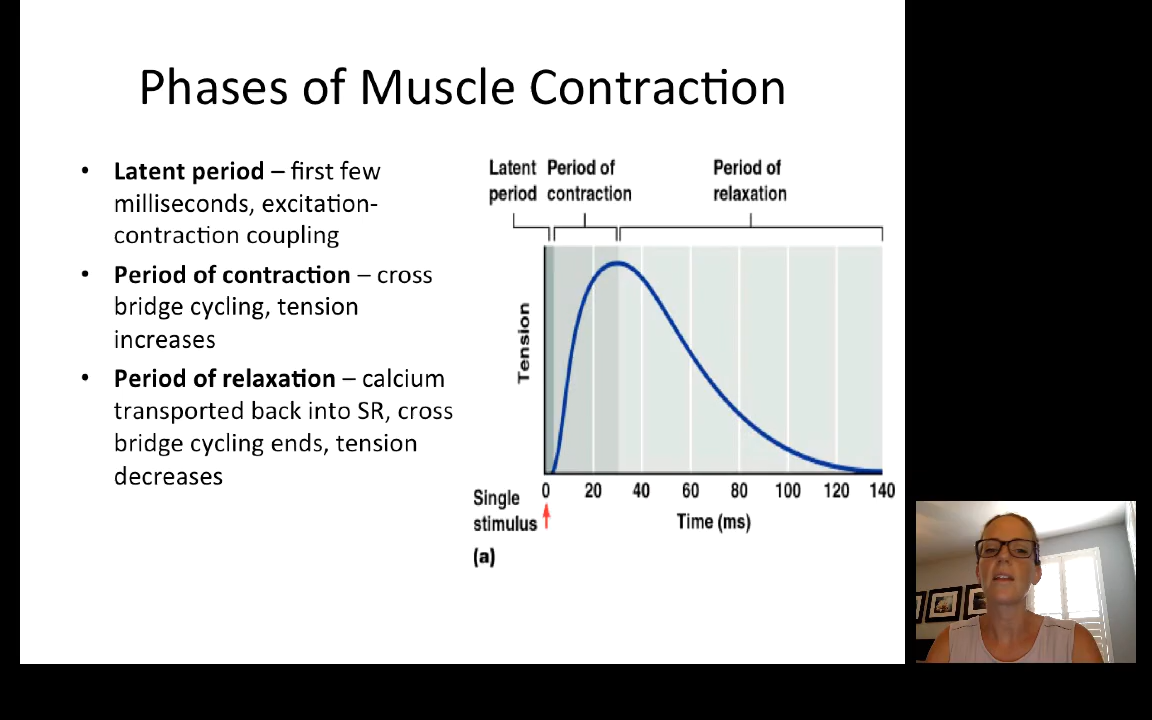 Phases of Muscle Contraction
• Latent period – first few
milliseconds, excitation-
contraction coupling
• Period of contraction – cross
bridge cycling, tension
increases
• Period of relaxation – calcium
transported back into SR, cross
bridge cycling ends, tension
decreases
Latent
period
Period of
contraction
Period of
relaxation
Tension
0 20 40 60 80 100 120 140
Single
stimulus
Time (ms)
(a)